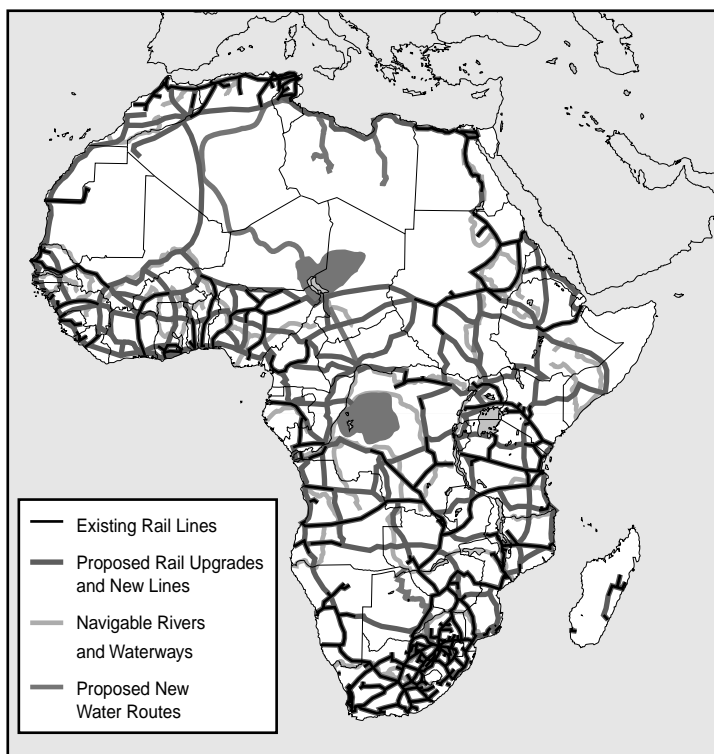 Existing Rail Lines
Proposed Rail Upgrades
and New Lines
Navigable Rivers
and Waterways
Proposed New
Water Routes